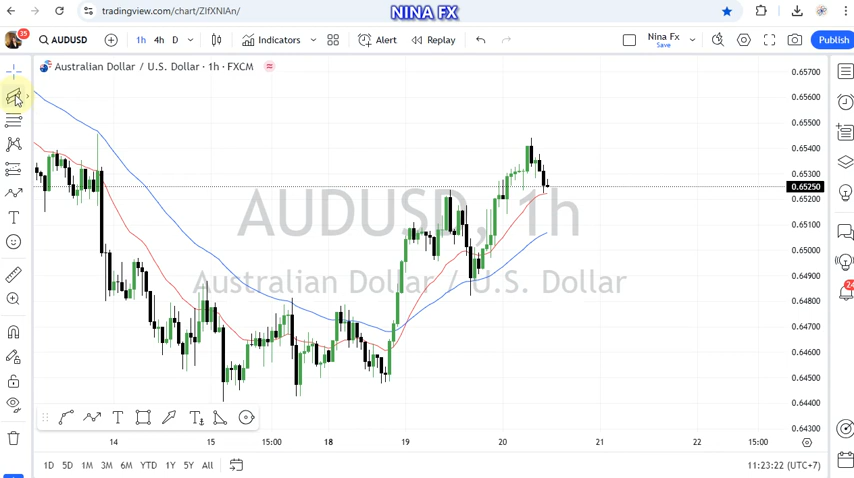 NINA FX
tradingview.com/chart/ZIfXNIAn/
35
AUDUSD
1h
4h
D
Indicators
Alert
Replay
Nina Fx
Save
Publish
Australian Dollar / U.S. Dollar · 1h · FXCM
AUDUSD, 1h
Australian Dollar / U.S. Dollar
0.65700
0.65600
0.65500
0.65400
0.65300
0.65250
0.65200
0.65100
0.65000
0.64900
0.64800
0.64700
0.64600
0.64500
0.64400
0.64300
24
14
15
15:00
18
19
20
21
22
15:00
1D 5D 1M 3M 6M YTD 1Y 5Y All
11:23:22 (UTC+7)